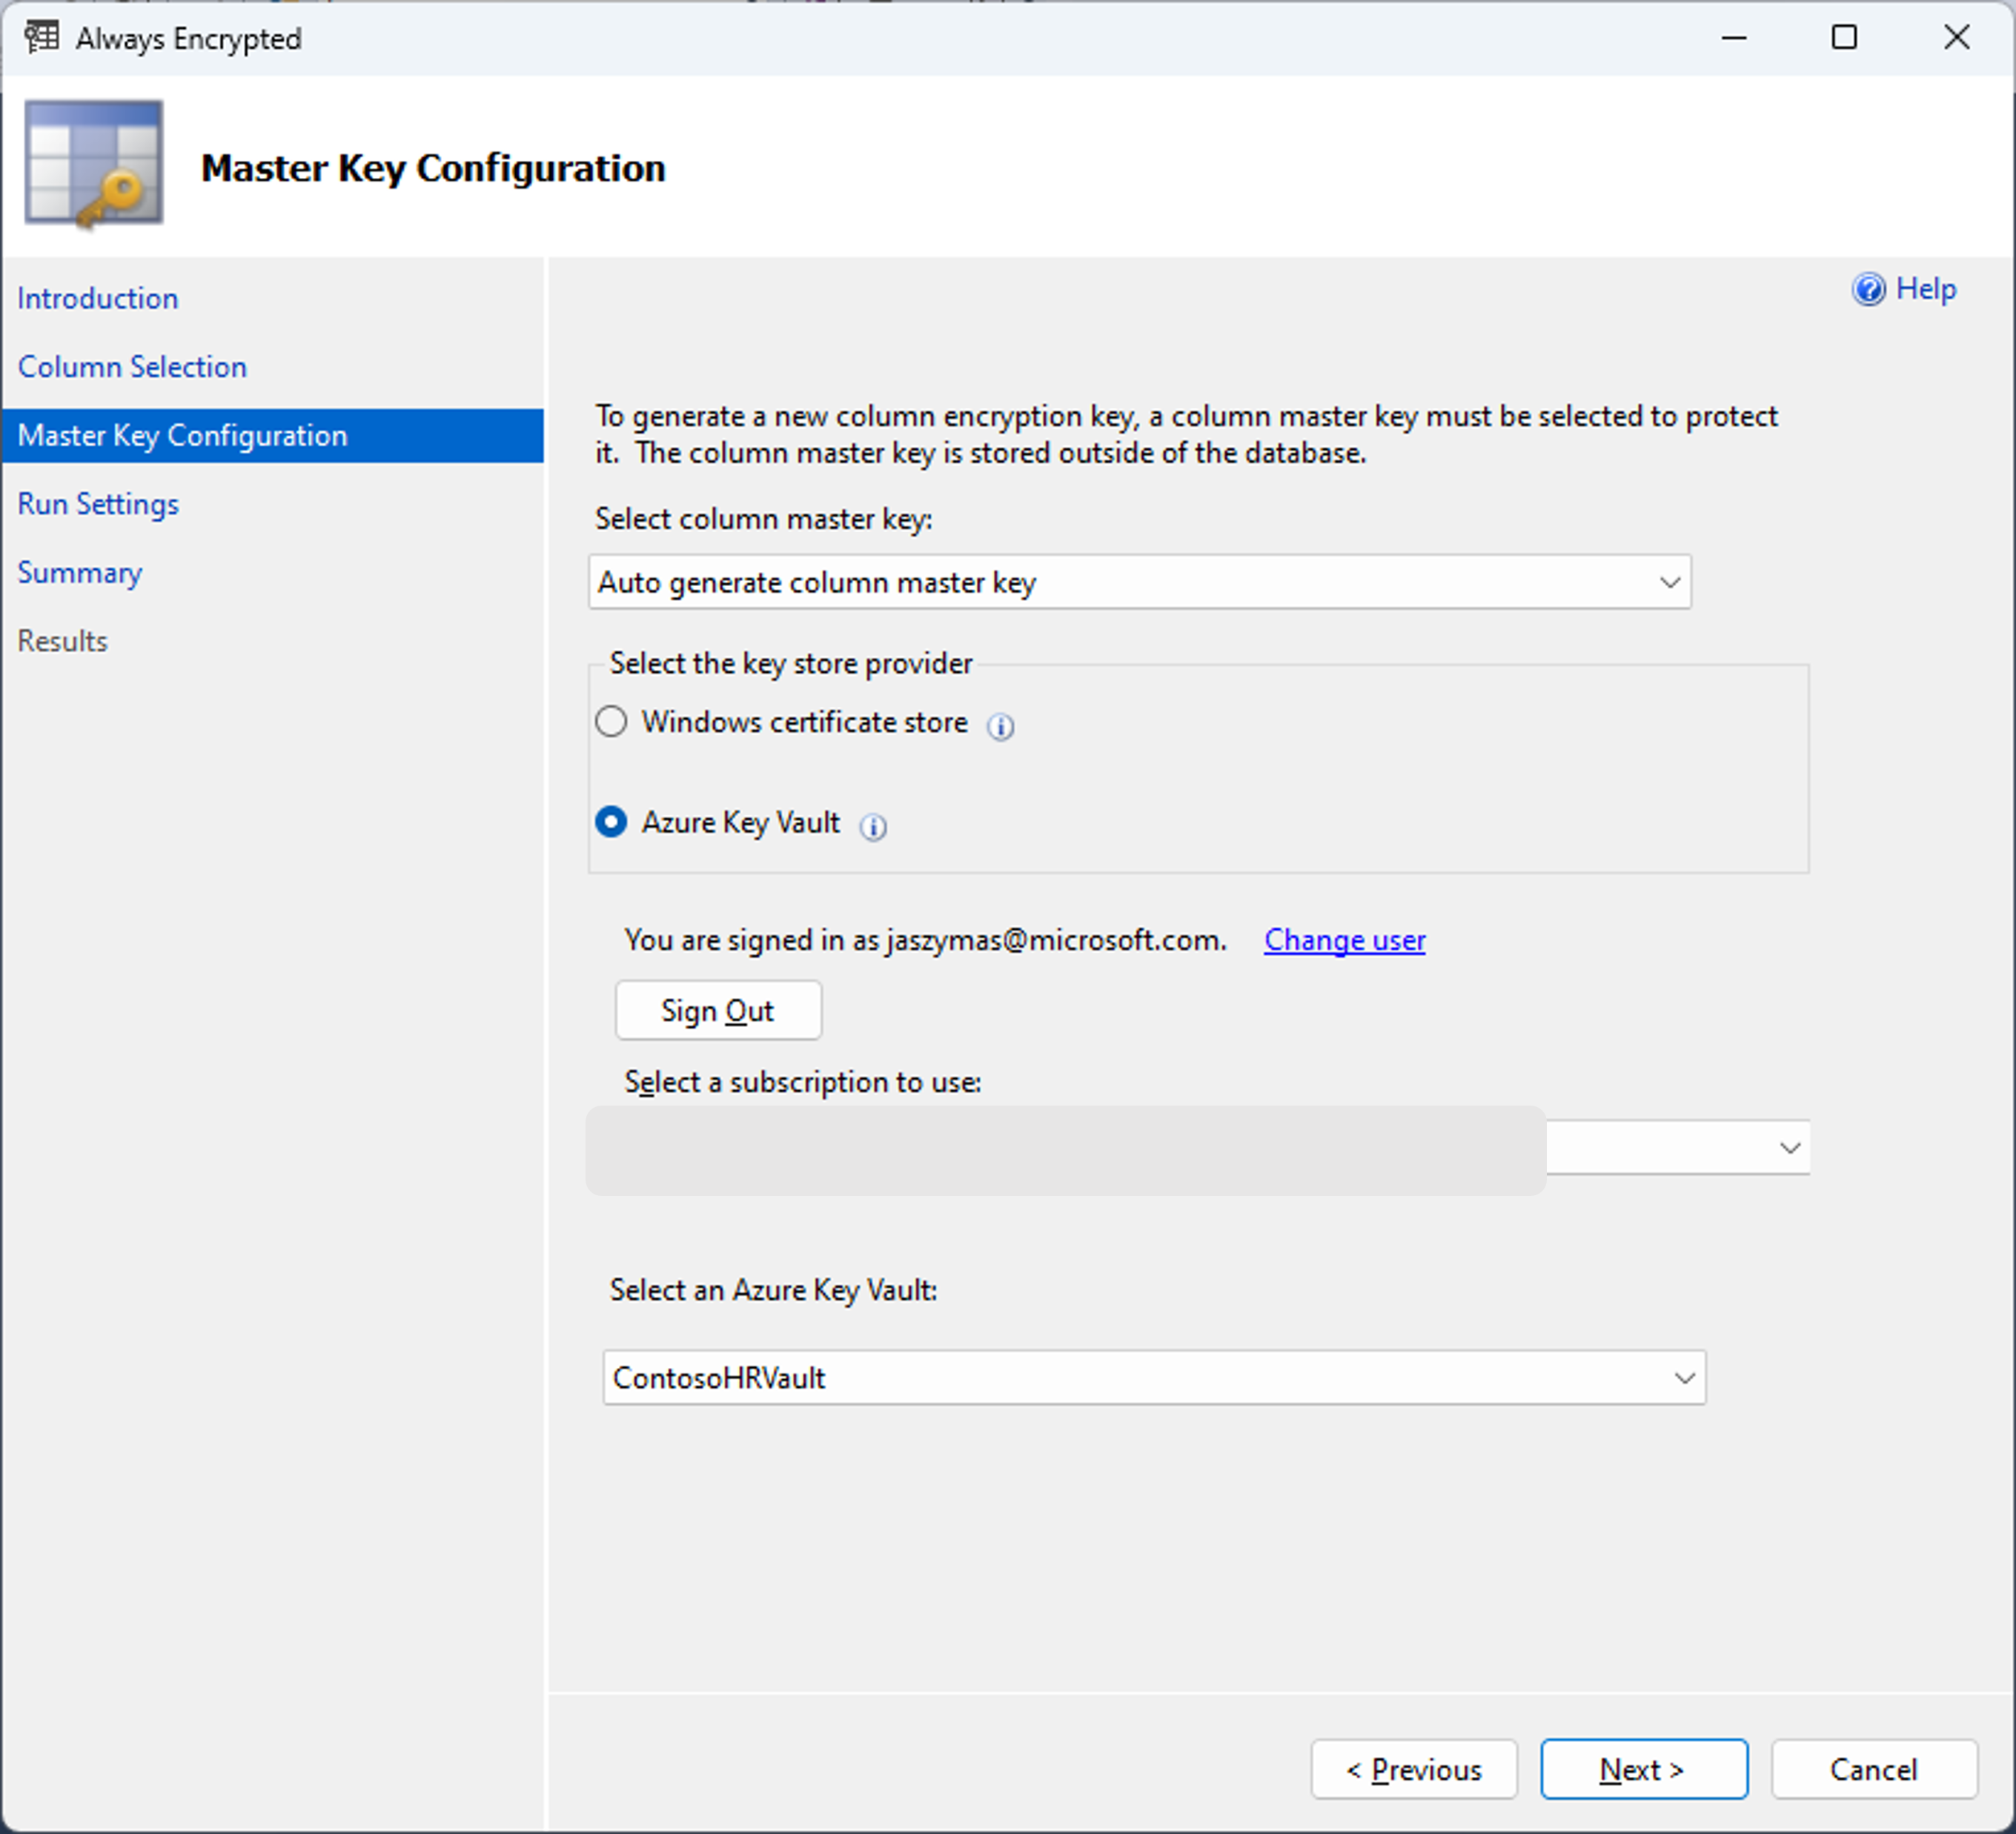 Always Encrypted
Master Key Configuration
Help
Introduction
Column Selection
Master Key Configuration
Run Settings
Summary
Results
To generate a new column encryption key, a column master key must be selected to protect
it.  The column master key is stored outside of the database.
Select column master key:
Auto generate column master key
Select the key store provider
Windows certificate store
Azure Key Vault
You are signed in as jaszymas@microsoft.com. Change user
Sign Out
Select a subscription to use:
Select an Azure Key Vault:
ContosoHRVault
< Previous Next > Cancel